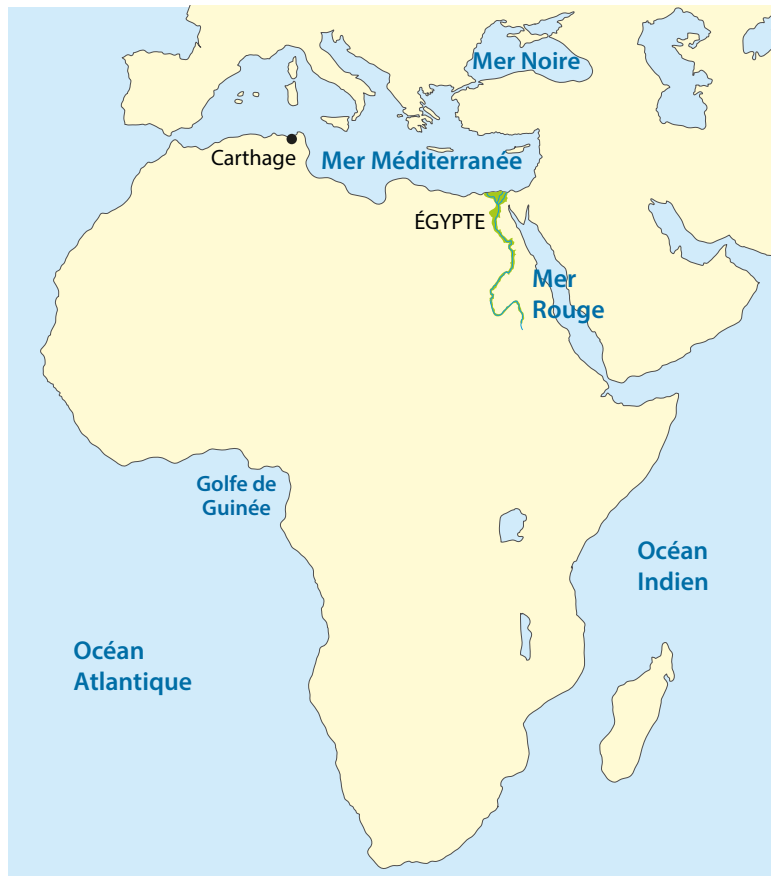 Mer Noire
Carthage
Mer Méditerranée
ÉGYPTE
Mer
Rouge
Golfe de
Guinée
Océan
Indien
Océan
Atlantique